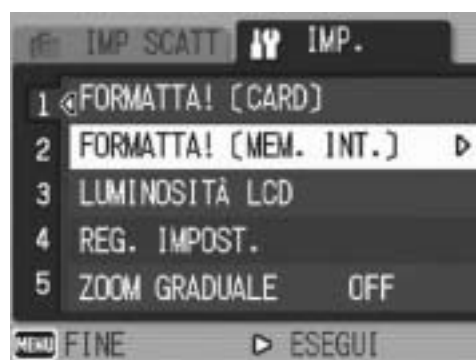 IMP SCATT IMP.
1 FORMATTA! [CARD]
2 FORMATTA! [MEM. INT.]
3 LUMINOSITÀ LCD
4 REG. IMPOST.
5 ZOOM GRADUALE OFF
MENU FINE ESEGUI